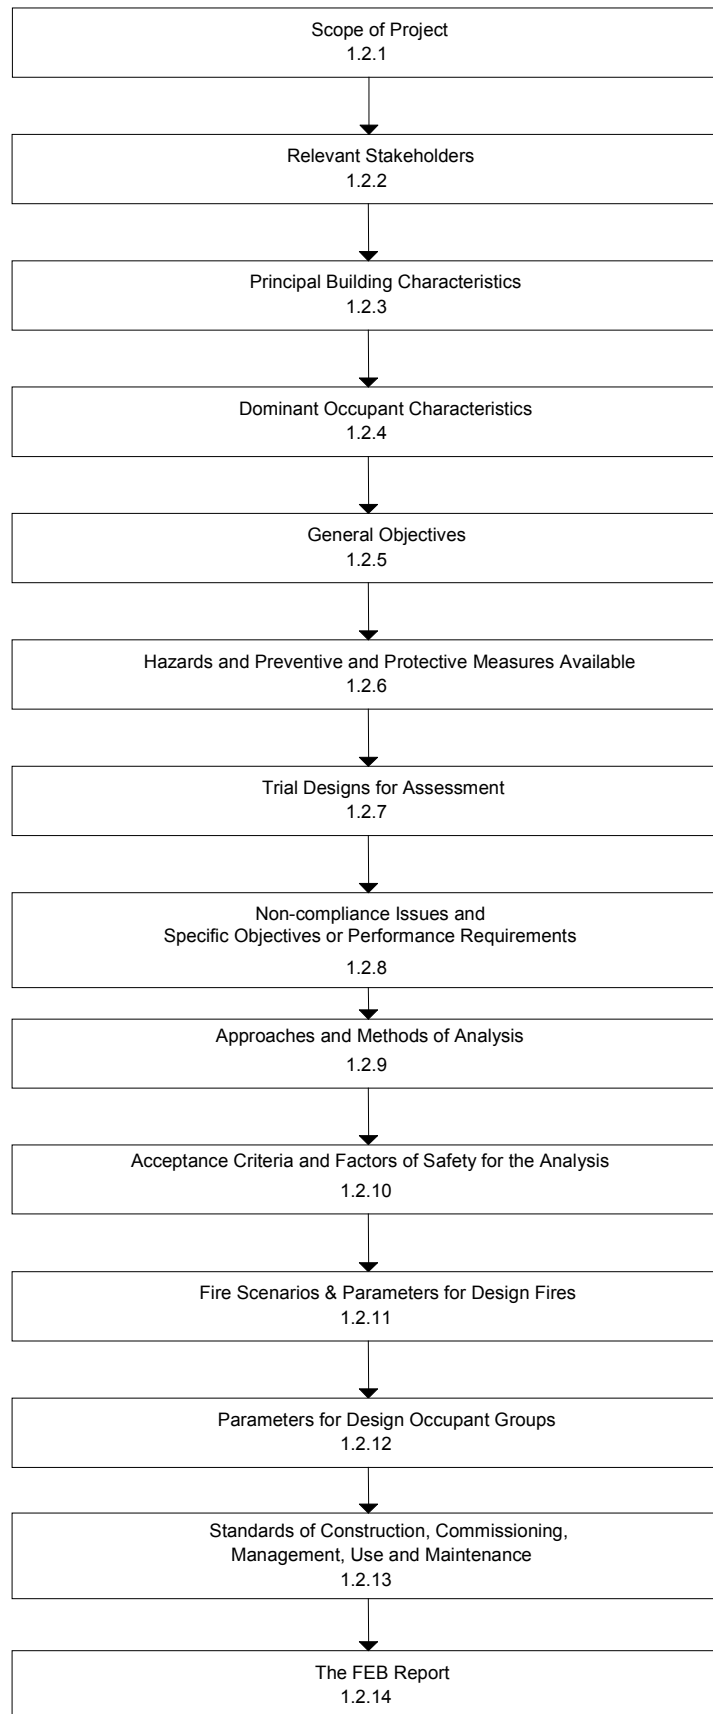 Scope of Project
1.2.1
Relevant Stakeholders
1.2.2
Principal Building Characteristics
1.2.3
Dominant Occupant Characteristics
1.2.4
General Objectives
1.2.5
Hazards and Preventive and Protective Measures Available
1.2.6
Trial Designs for Assessment
1.2.7
Non-compliance Issues and
Specific Objectives or Performance Requirements
1.2.8
Approaches and Methods of Analysis
1.2.9
Acceptance Criteria and Factors of Safety for the Analysis
1.2.10
Fire Scenarios & Parameters for Design Fires
1.2.11
Parameters for Design Occupant Groups
1.2.12
Standards of Construction, Commissioning,
Management, Use and Maintenance
1.2.13
The FEB Report
1.2.14